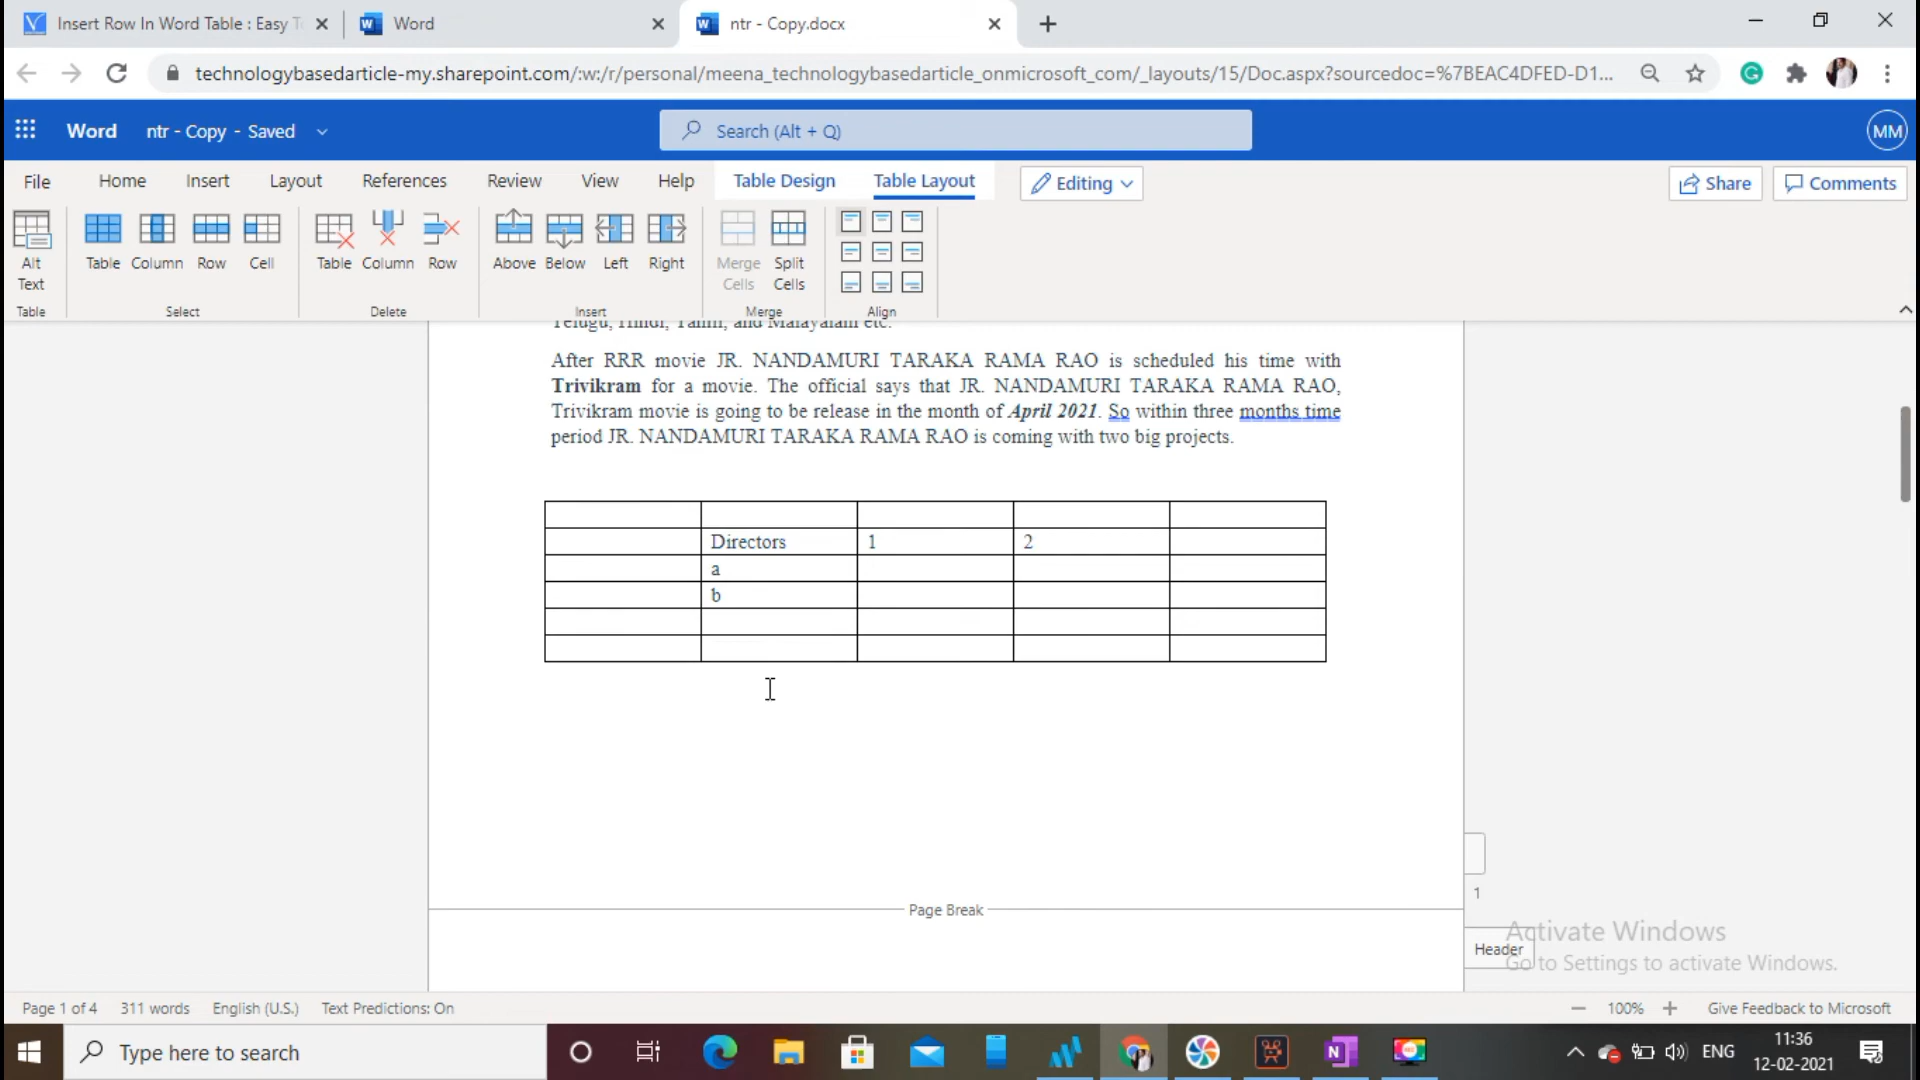 Insert Row In Word Table : Easy T
Word
ntr - Copy.docx
technologybasedarticle-my.sharepoint.com/:w:/r/personal/meena_technologybasedarticle_onmicrosoft_com/_layouts/15/Doc.aspx?sourcedoc=%7BEAC4DFED-D1...
Word ntr - Copy - Saved
Search (Alt + Q)
MM
File Home Insert Layout References Review View Help Table Design Table Layout
Editing
Share
Comments
Alt Text
Table Column Row Cell
Table Column Row
Above Below Left Right
Merge Cells
Split Cells
Table Select Delete Insert Merge Align
Telugu, Hindi, Tamil, and Malayalam etc.
After RRR movie JR. NANDAMURI TARAKA RAMA RAO is scheduled his time with
Trivikram for a movie. The official says that JR. NANDAMURI TARAKA RAMA RAO,
Trivikram movie is going to be release in the month of April 2021. So within three months time
period JR. NANDAMURI TARAKA RAMA RAO is coming with two big projects.
Directors 1 2
a
b
Page Break
1
Header
Activate Windows
Go to Settings to activate Windows.
Page 1 of 4 311 words English (U.S.) Text Predictions: On
100% Give Feedback to Microsoft
Type here to search
ENG
11:36
12-02-2021